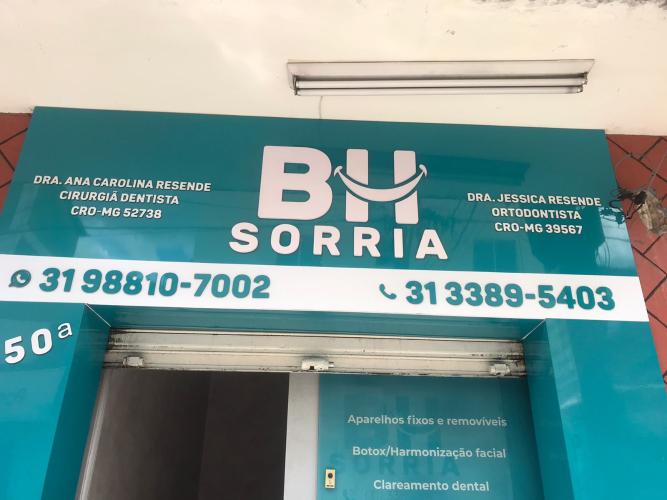 BH
SORRIA
DRA. ANA CAROLINA RESENDE
CIRURGIÃ DENTISTA
CRO-MG 52738
DRA. JESSICA RESENDE
ORTODONTISTA
CRO-MG 39567
31 98810-7002
31 3389-5403
50ª
Aparelhos fixos e removíveis
Botox/Harmonização facial
SORRIA
Clareamento dental